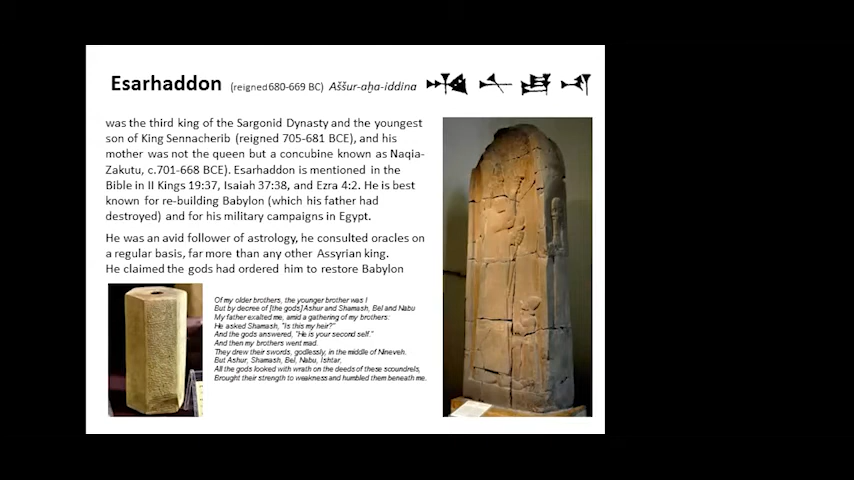 Esarhaddon (reigned 680-669 BC) Aššur-aḫa-iddina
was the third king of the Sargonid Dynasty and the youngest
son of King Sennacherib (reigned 705-681 BCE), and his
mother was not the queen but a concubine known as Naqia-
Zakutu, c.701-668 BCE). Esarhaddon is mentioned in the
Bible in II Kings 19:37, Isaiah 37:38, and Ezra 4:2. He is best
known for re-building Babylon (which his father had
destroyed) and for his military campaigns in Egypt.
He was an avid follower of astrology, he consulted oracles on
a regular basis, far more than any other Assyrian king.
He claimed the gods had ordered him to restore Babylon
Of my older brothers, the younger brother was I
But by decree of [the gods] Ashur and Shamash, Bel and Nabu
My father exalted me, amid a gathering of my brothers:
He asked Shamash, "Is this my heir?"
And the gods answered, "He is your second self."
And then my brothers went mad.
They drew their swords, godlessly, in the middle of Nineveh.
But Ashur, Shamash, Bel, Nabu, Ishtar,
All the gods looked with wrath on the deeds of these scoundrels,
Brought their strength to weakness and humbled them beneath me.